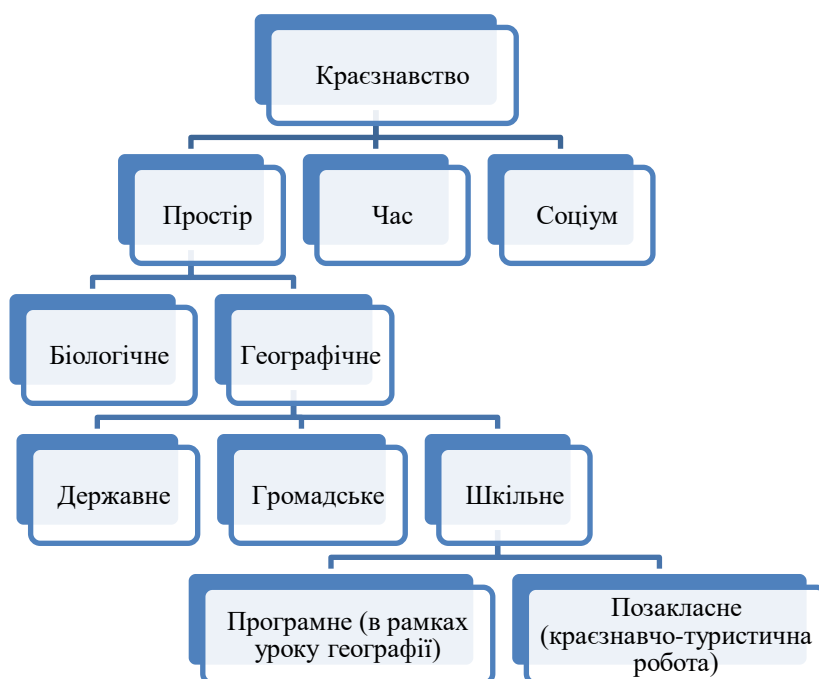 Краєзнавство
Простір
Час
Соціум
Біологічне
Географічне
Державне
Громадське
Шкільне
Програмне (в рамках
уроку географії)
Позакласне
(краєзнавчо-туристична
робота)